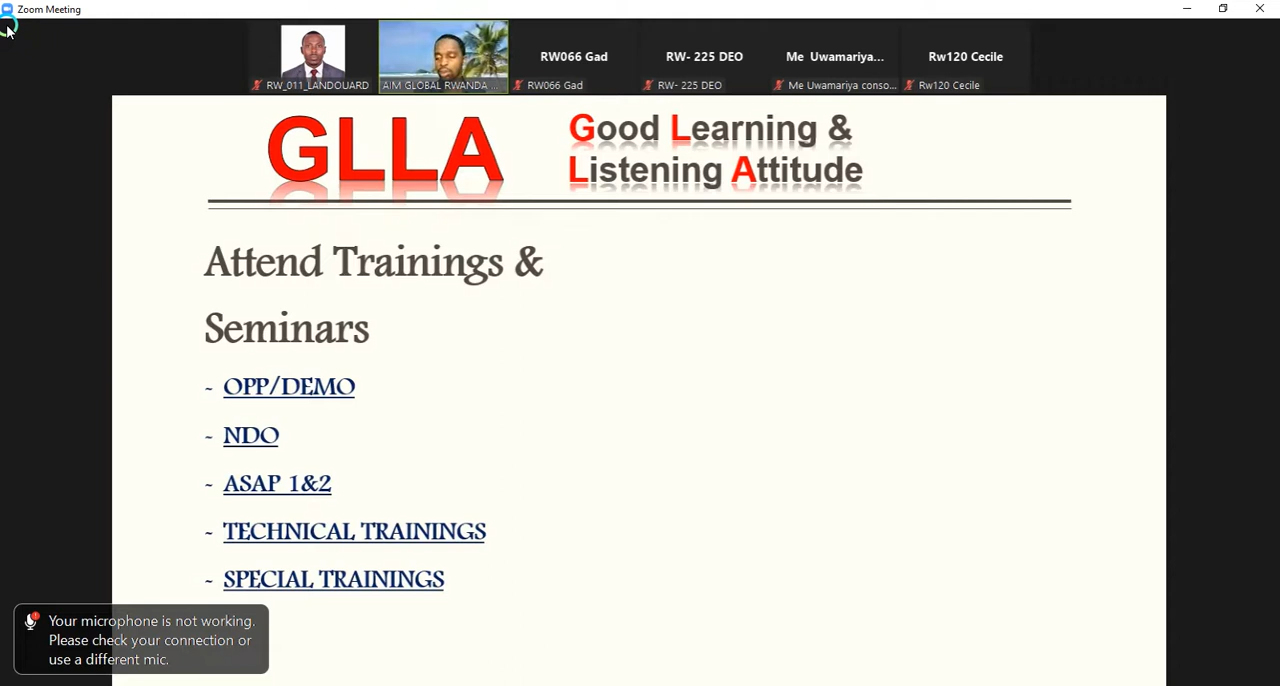 Zoom Meeting
RW066 Gad
RW- 225 DEO
Me Uwamariya...
Rw120 Cecile
RW_011_LANDOUARD
AIM GLOBAL RWANDA ...
RW066 Gad
RW- 225 DEO
Me Uwamariya conso...
Rw120 Cecile
GLLA
Good Learning &
Listening Attitude
Attend Trainings &
Seminars
~ OPP/DEMO
~ NDO
~ ASAP 1&2
~ TECHNICAL TRAININGS
~ SPECIAL TRAININGS
Your microphone is not working.
Please check your connection or
use a different mic.